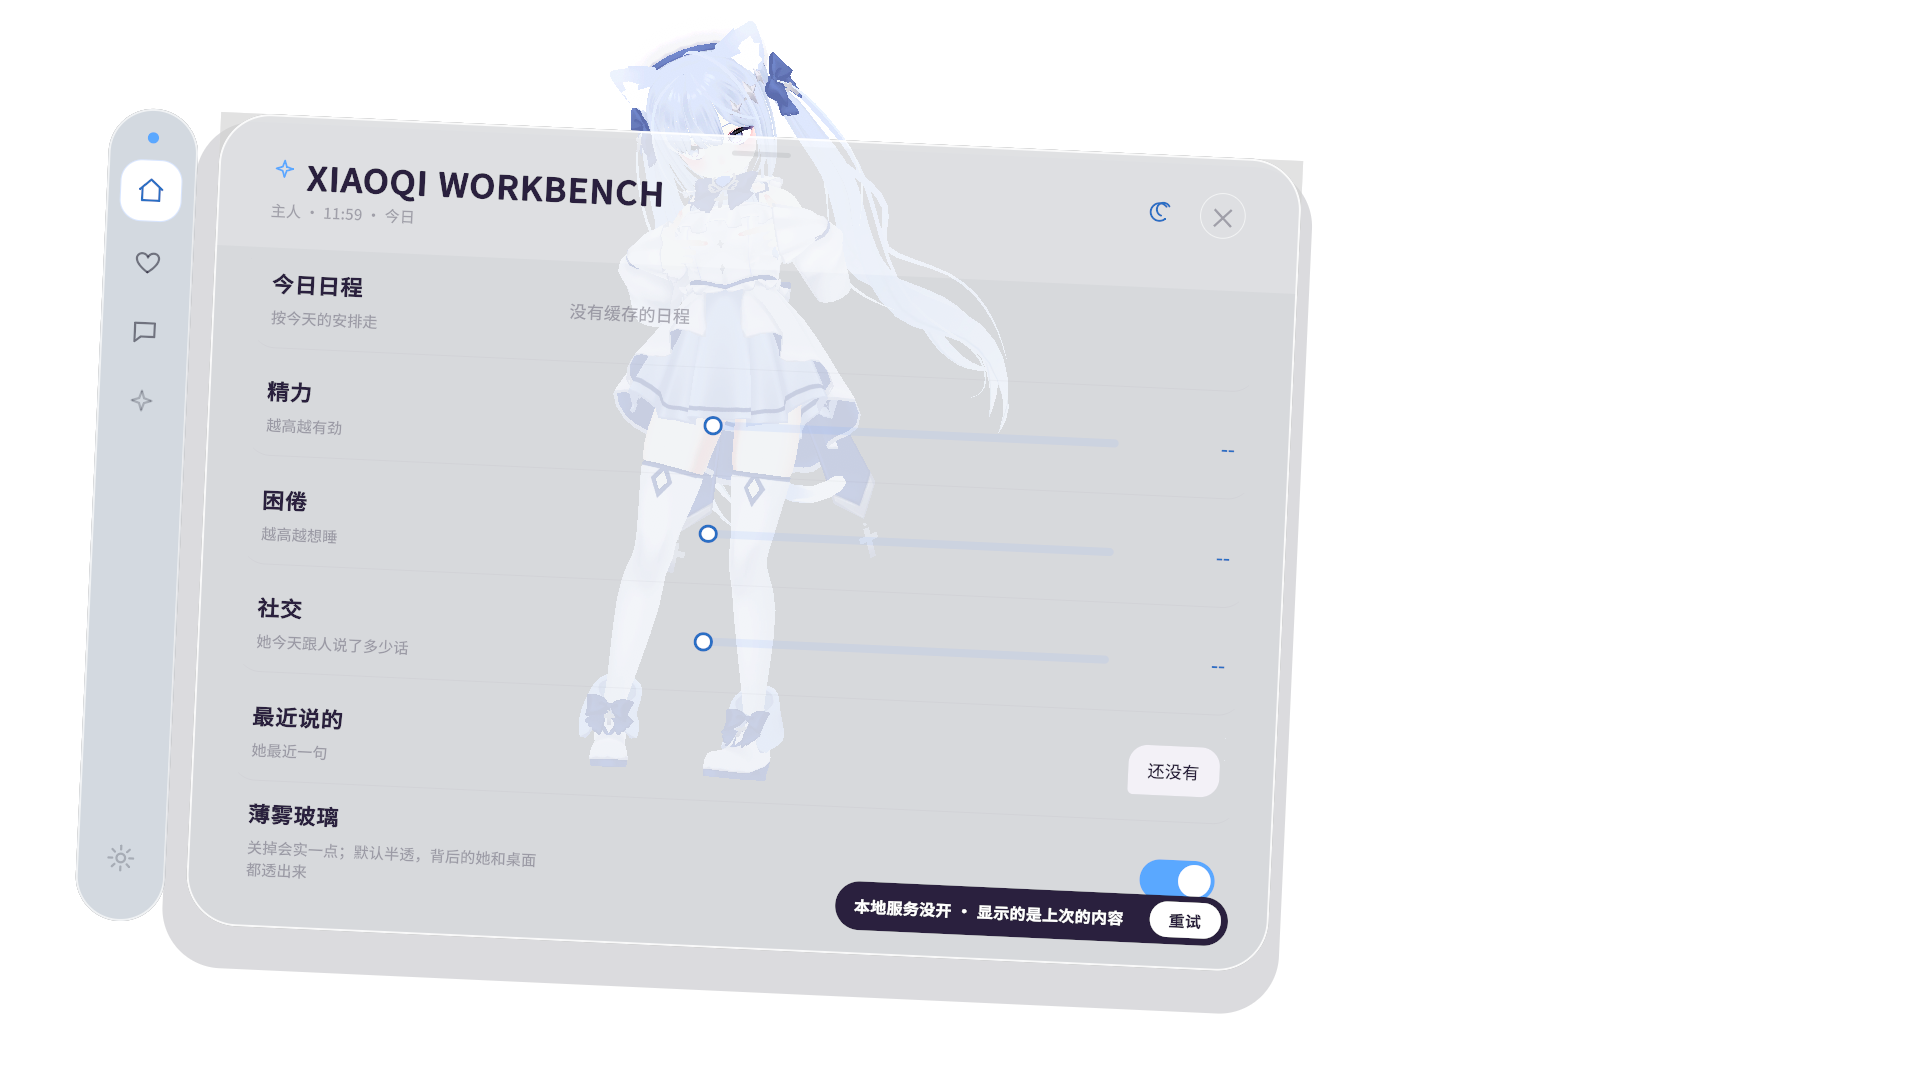 XIAOQI WORKBENCH
主人 · 11:59 · 今日
今日日程
按今天的安排走
没有缓存的日程
精力
越高越有劲
--
困倦
越高越想睡
--
社交
她今天跟人说了多少话
--
最近说的
她最近一句
还没有
薄雾玻璃
关掉会实一点；默认半透，背后的她和桌面
都透出来
本地服务没开 · 显示的是上次的内容
重试